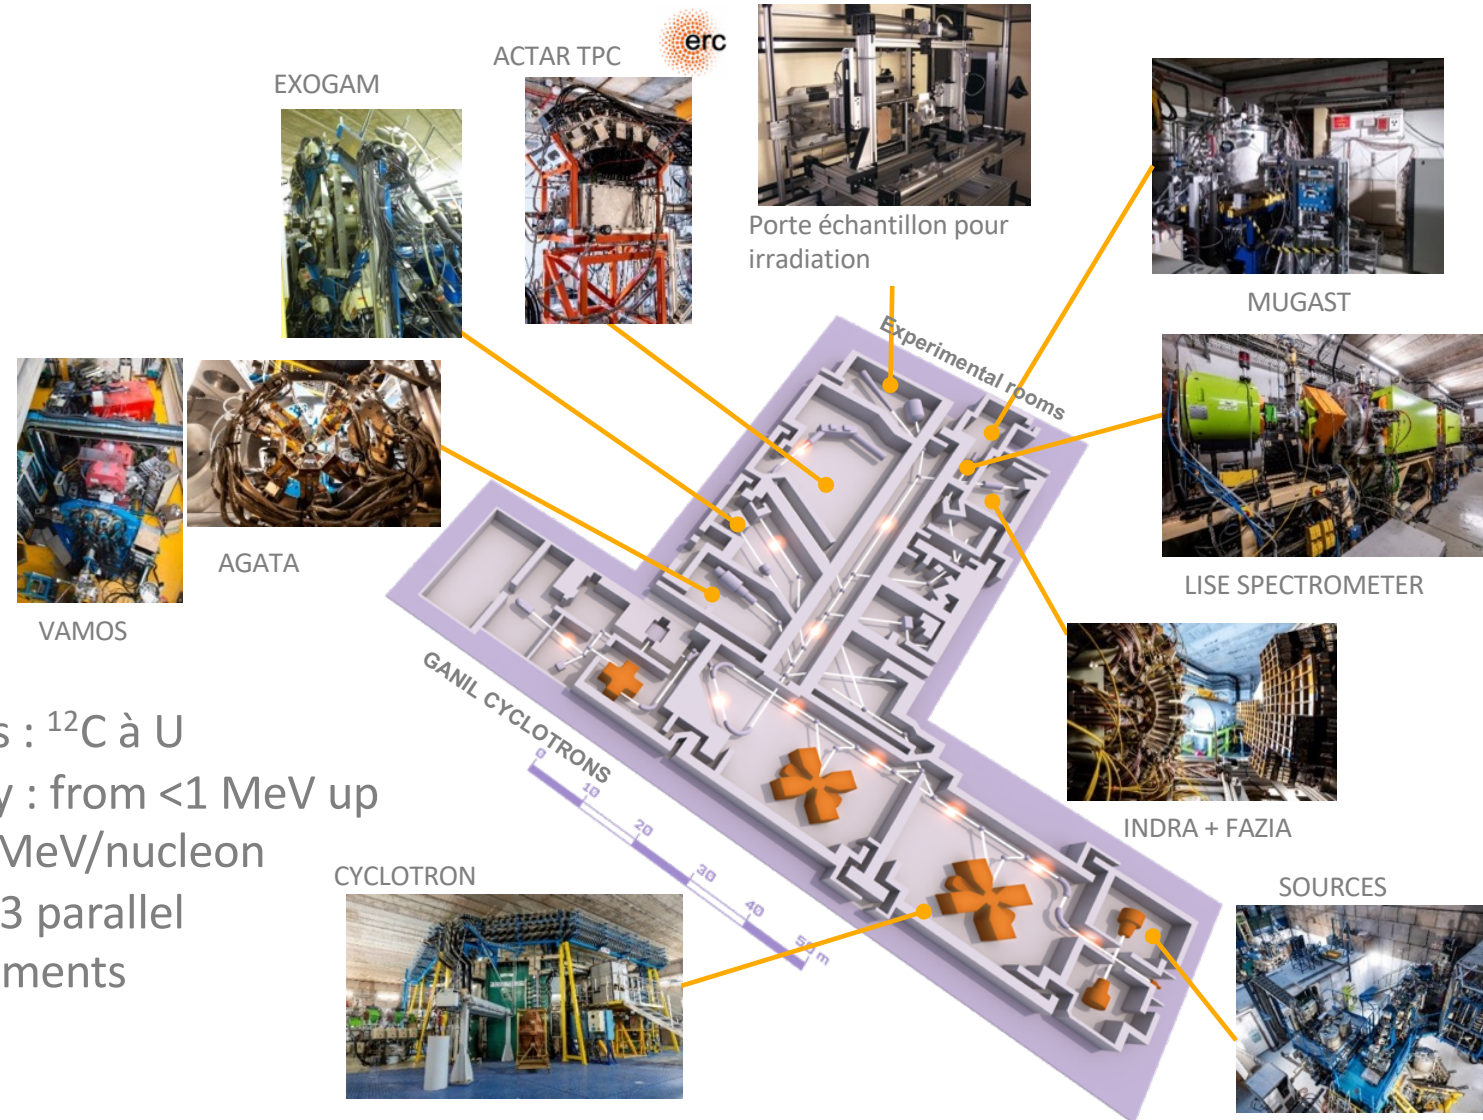 erc
ACTAR TPC
EXOGAM
Porte échantillon pour
irradiation
MUGAST
Experimental rooms
AGATA
LISE SPECTROMETER
VAMOS
GANIL CYCLOTRONS
s : ¹²C à U
y : from <1 MeV up
MeV/nucleon
3 parallel
ments
0
10
20
30
40
50 m
INDRA + FAZIA
CYCLOTRON
SOURCES